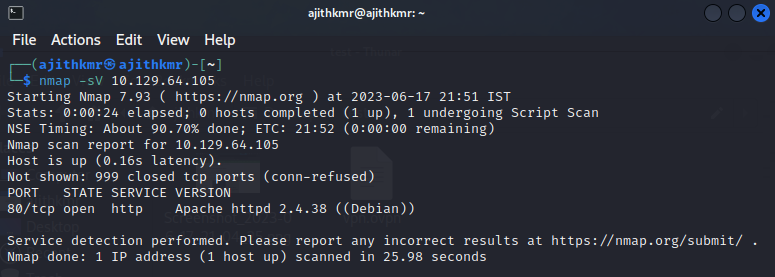 ajithkmr@ajithkmr: ~
File Actions Edit View Help
┌──(ajithkmr㉿ajithkmr)-[~]
└─$ nmap -sV 10.129.64.105
Starting Nmap 7.93 ( https://nmap.org ) at 2023-06-17 21:51 IST
Stats: 0:00:24 elapsed; 0 hosts completed (1 up), 1 undergoing Script Scan
NSE Timing: About 90.70% done; ETC: 21:52 (0:00:00 remaining)
Nmap scan report for 10.129.64.105
Host is up (0.16s latency).
Not shown: 999 closed tcp ports (conn-refused)
PORT   STATE SERVICE VERSION
80/tcp open  http    Apache httpd 2.4.38 ((Debian))
Service detection performed. Please report any incorrect results at https://nmap.org/submit/ .
Nmap done: 1 IP address (1 host up) scanned in 25.98 seconds